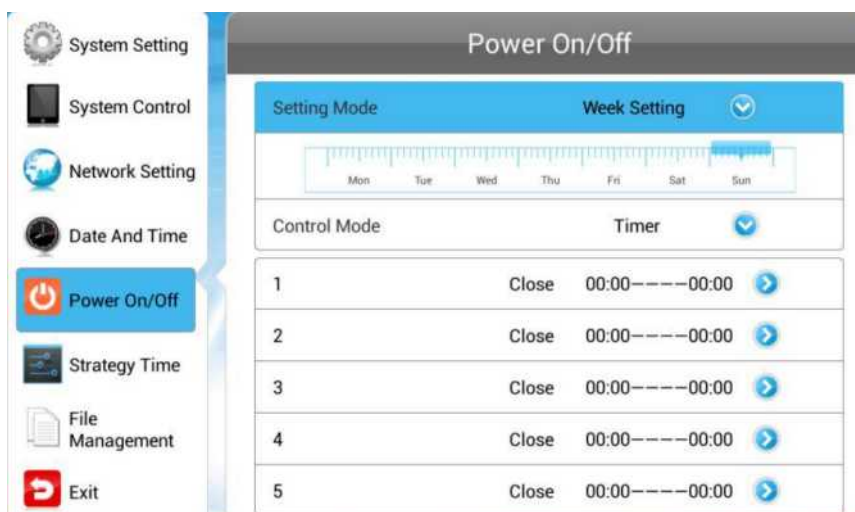 System Setting
System Control
Network Setting
Date And Time
Power On/Off
Strategy Time
File
Management
Exit
Power On/Off
Setting Mode Week Setting
Mon Tue Wed Thu Fri Sat Sun
Control Mode Timer
1 Close 00:00----00:00
2 Close 00:00----00:00
3 Close 00:00----00:00
4 Close 00:00----00:00
5 Close 00:00----00:00